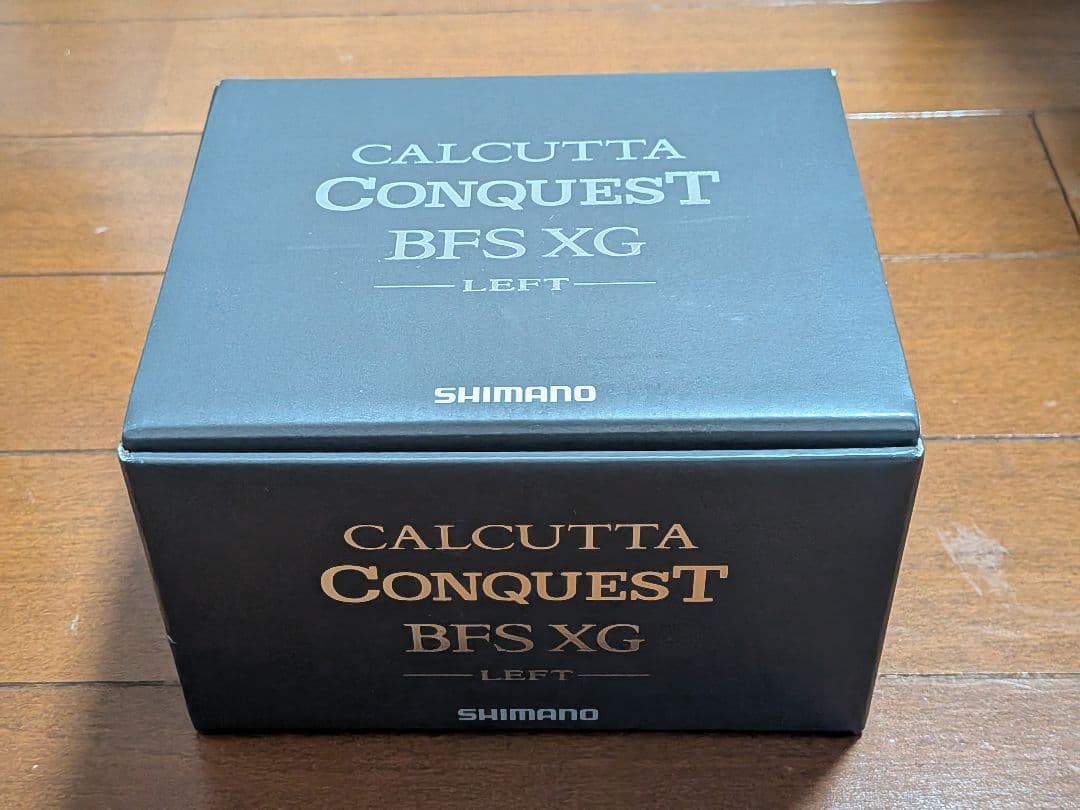 CALCUTTA
CONQUEST
BFS XG
LEFT
SHIMANO
CALCUTTA
CONQUEST
BFS XG
LEFT
SHIMANO